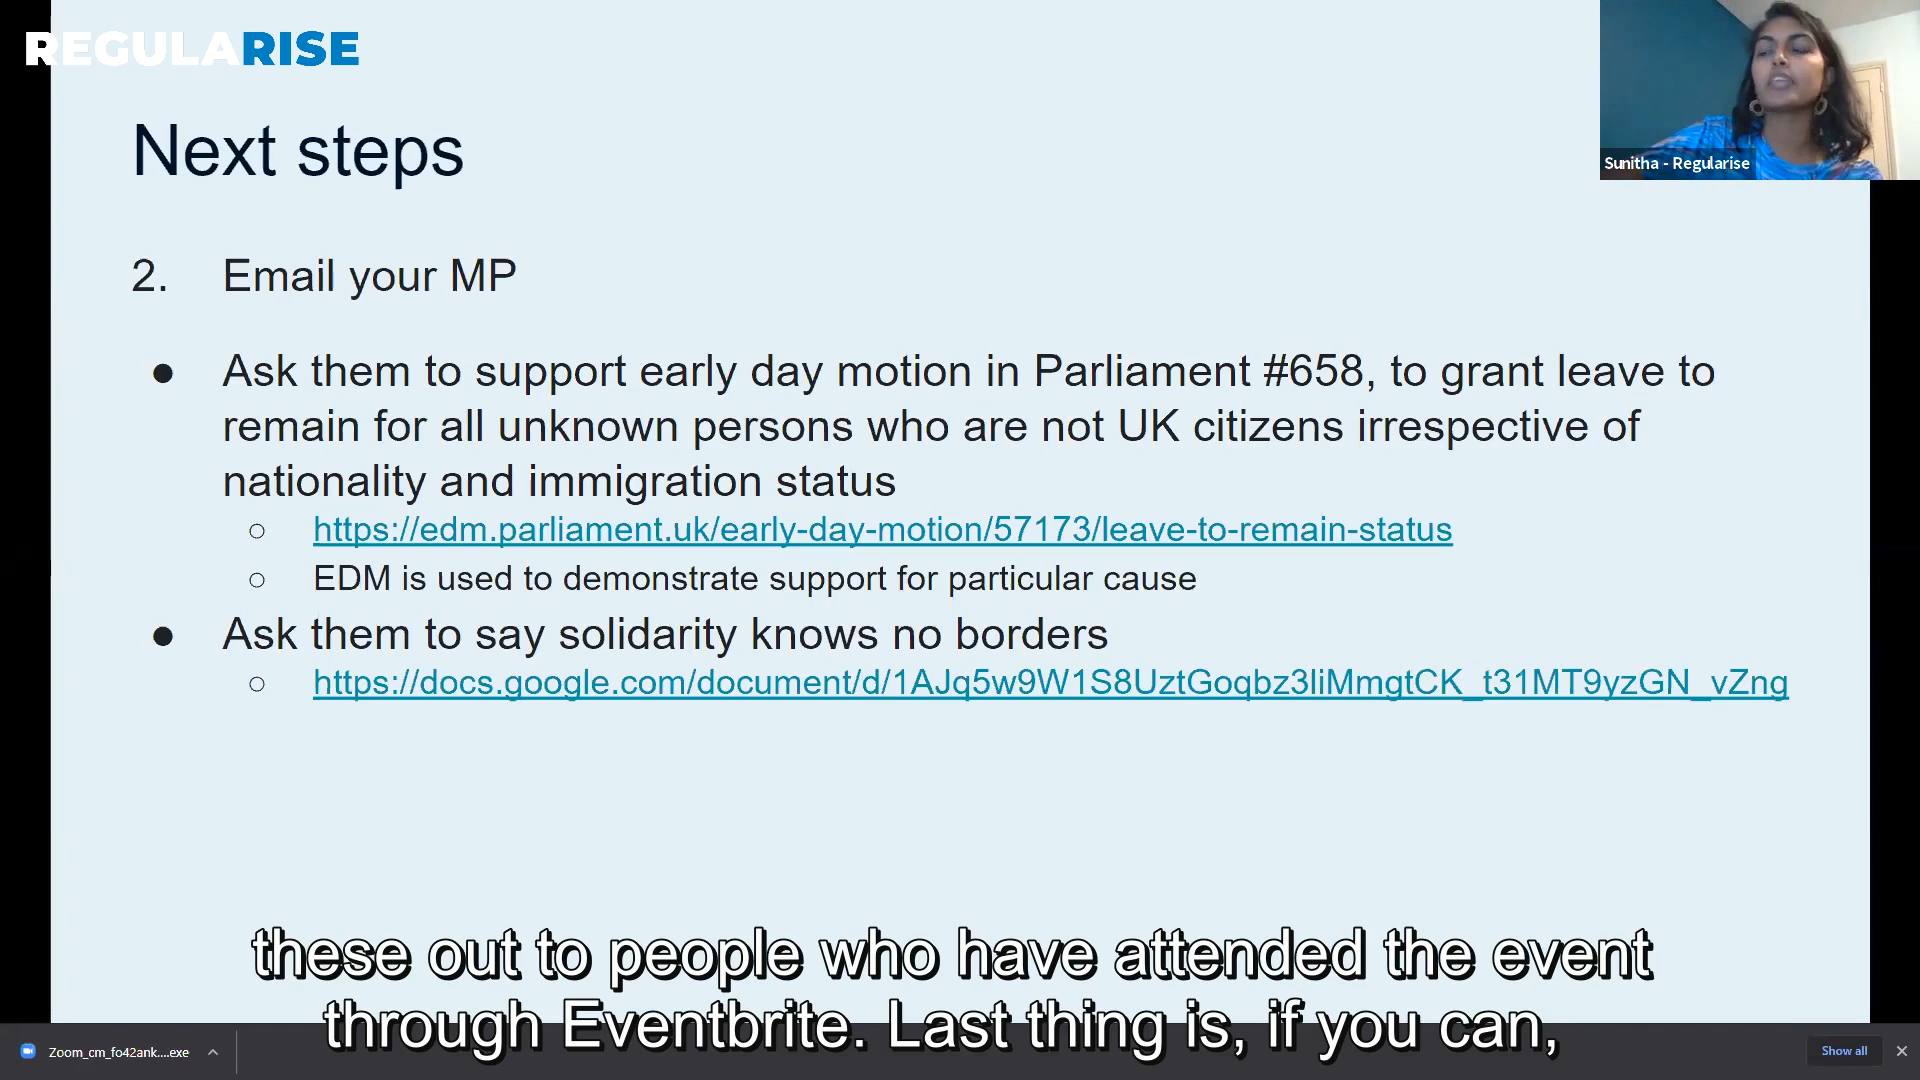 REGULARISE
Sunitha - Regularise
Next steps
2. Email your MP
● Ask them to support early day motion in Parliament #658, to grant leave to
remain for all unknown persons who are not UK citizens irrespective of
nationality and immigration status
○ https://edm.parliament.uk/early-day-motion/57173/leave-to-remain-status
○ EDM is used to demonstrate support for particular cause
● Ask them to say solidarity knows no borders
○ https://docs.google.com/document/d/1AJq5w9W1S8UztGoqbz3liMmgtCK_t31MT9yzGN_vZng
these out to people who have attended the event
through Eventbrite. Last thing is, if you can,
Zoom_cm_fo42ank....exe
Show all